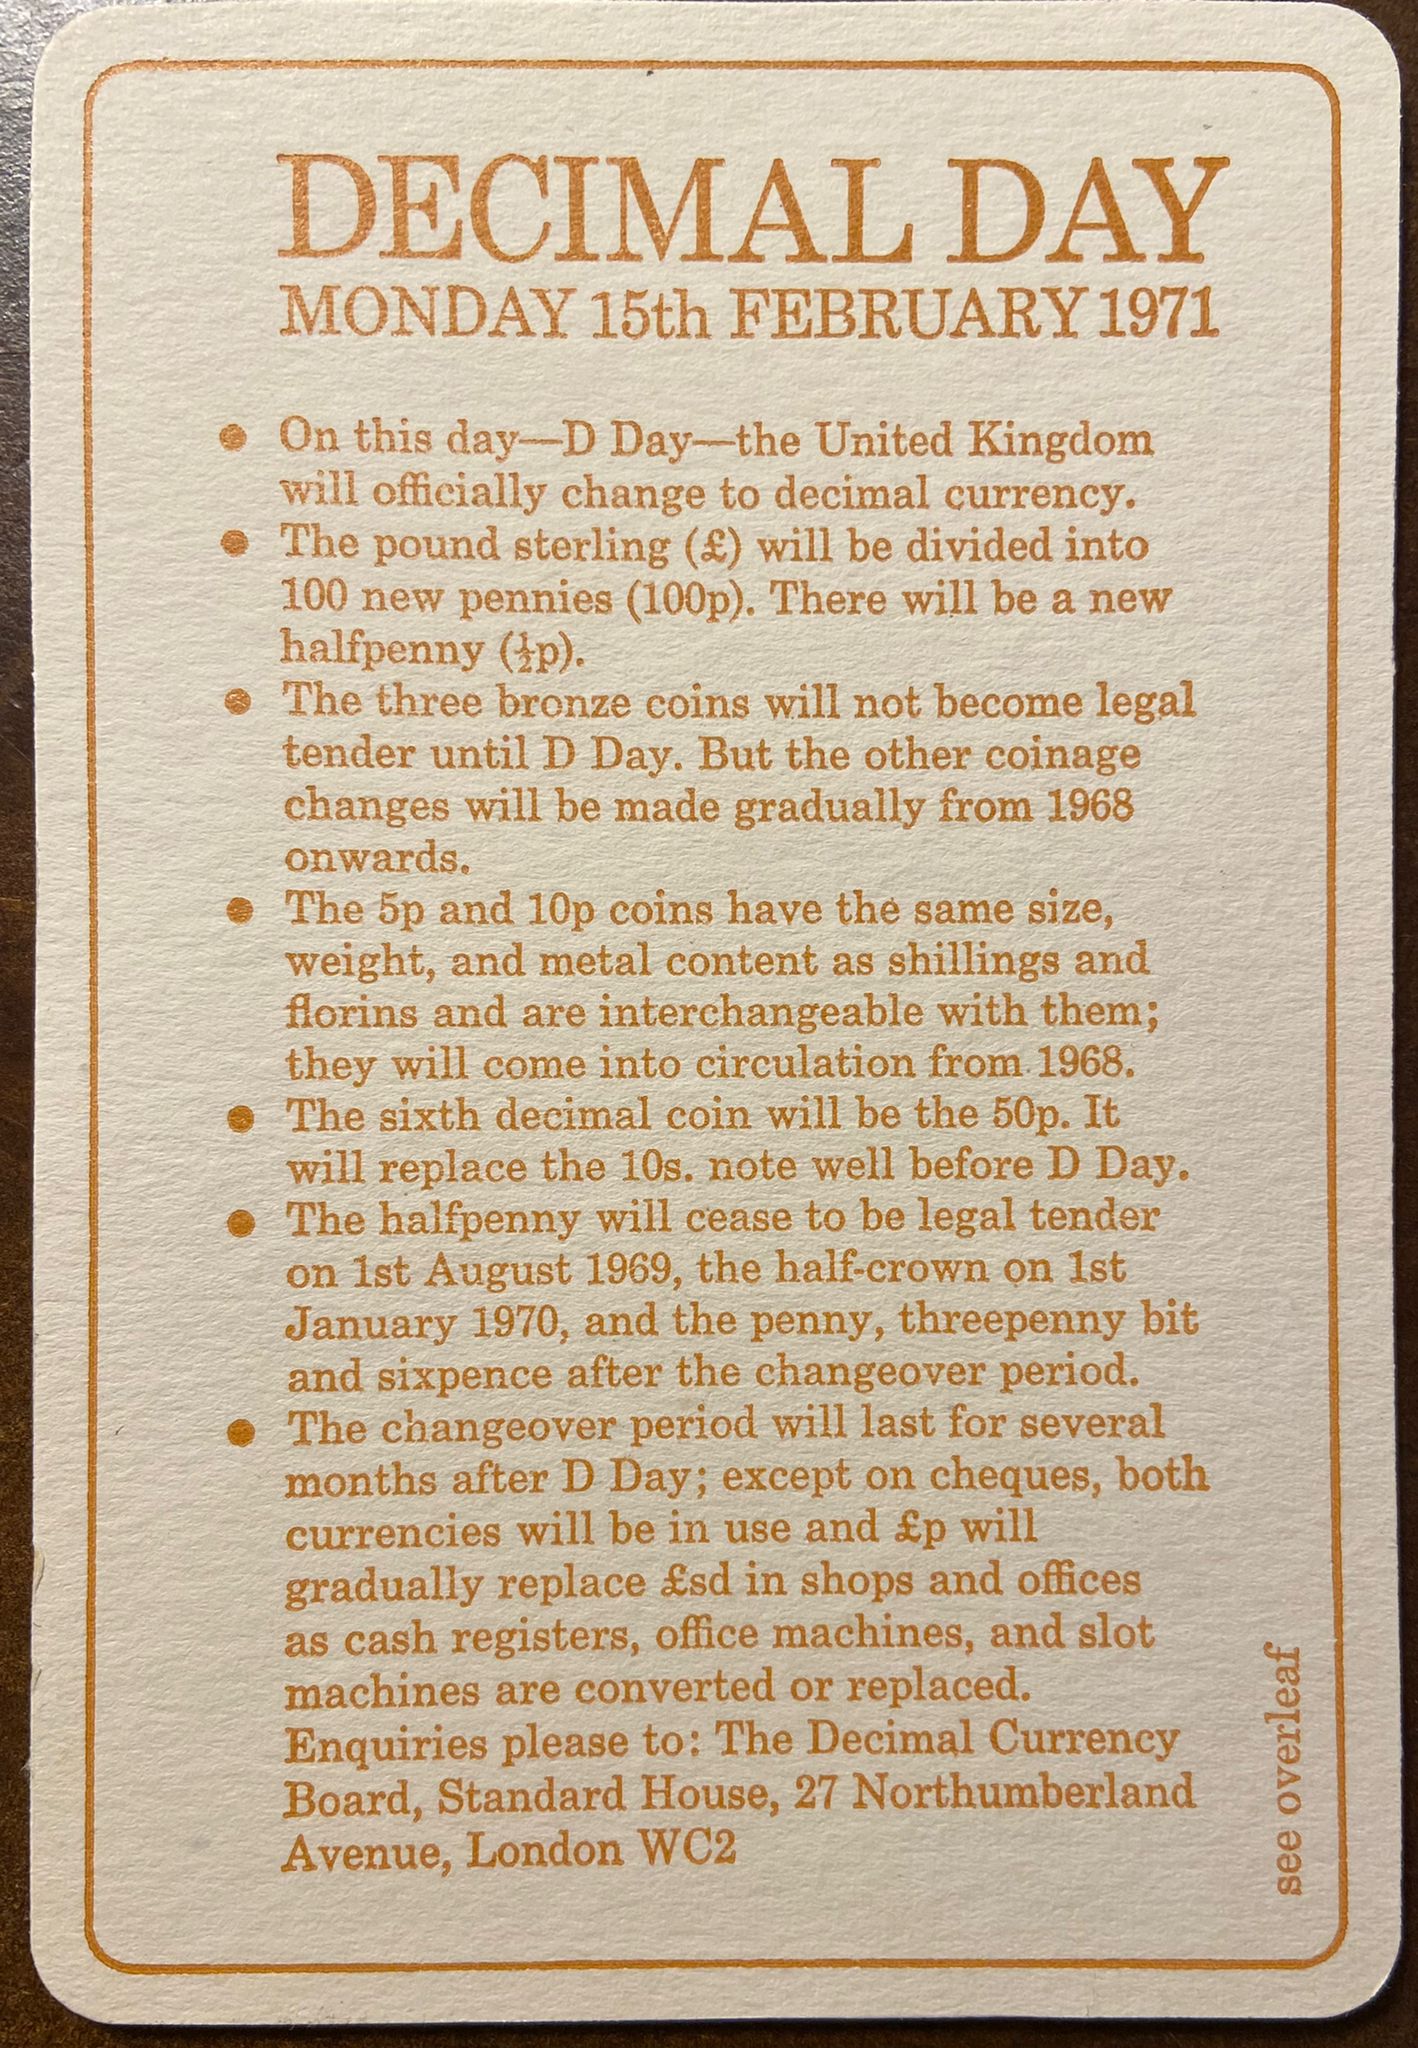 DECIMAL DAY
MONDAY 15th FEBRUARY 1971
● On this day—D Day—the United Kingdom
will officially change to decimal currency.
● The pound sterling (£) will be divided into
100 new pennies (100p). There will be a new
halfpenny (½p).
● The three bronze coins will not become legal
tender until D Day. But the other coinage
changes will be made gradually from 1968
onwards.
● The 5p and 10p coins have the same size,
weight, and metal content as shillings and
florins and are interchangeable with them;
they will come into circulation from 1968.
● The sixth decimal coin will be the 50p. It
will replace the 10s. note well before D Day.
● The halfpenny will cease to be legal tender
on 1st August 1969, the half-crown on 1st
January 1970, and the penny, threepenny bit
and sixpence after the changeover period.
● The changeover period will last for several
months after D Day; except on cheques, both
currencies will be in use and £p will
gradually replace £sd in shops and offices
as cash registers, office machines, and slot
machines are converted or replaced.
Enquiries please to: The Decimal Currency
Board, Standard House, 27 Northumberland
Avenue, London WC2
see overleaf